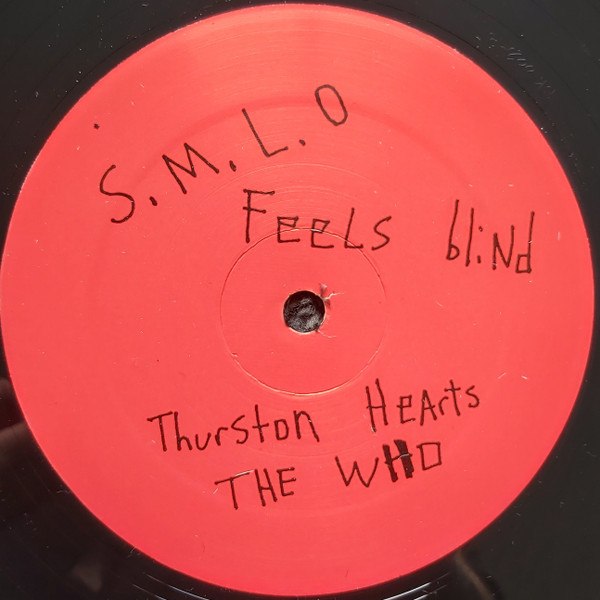 S.M.L.O
Feels blind
Thurston Hearts
THE WHO